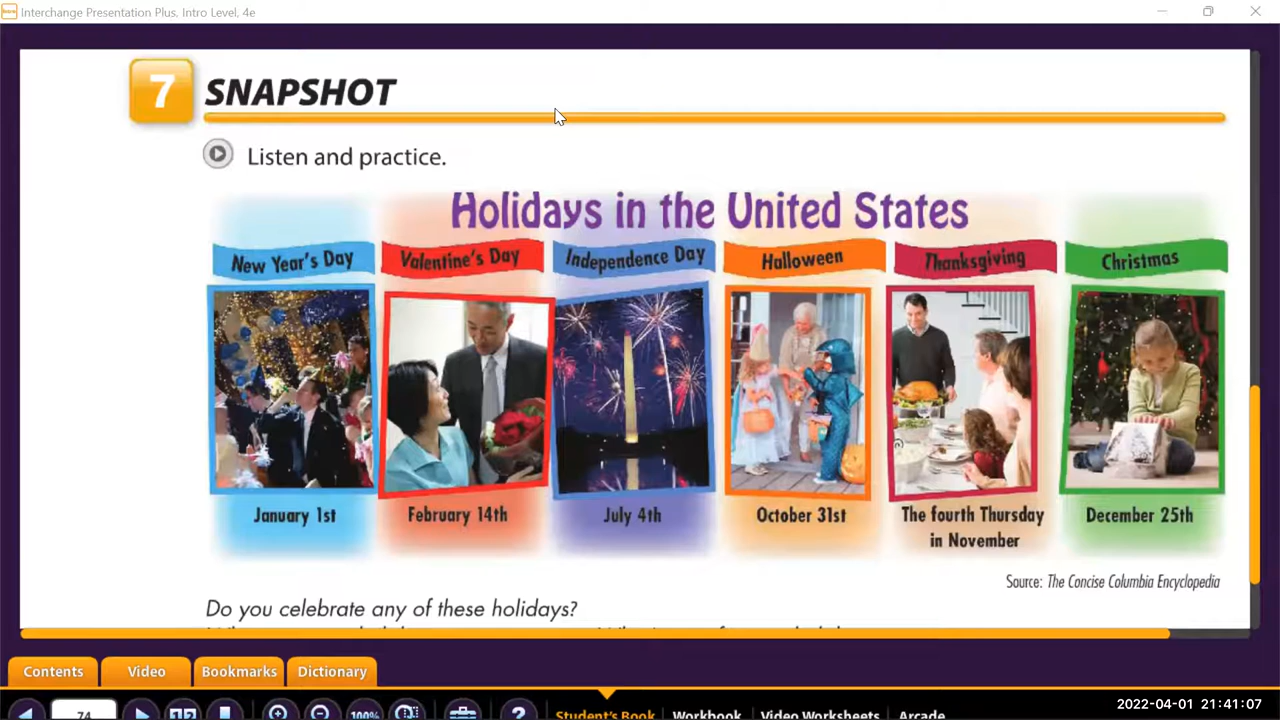 Interchange Presentation Plus, Intro Level, 4e
7 SNAPSHOT
Listen and practice.
Holidays in the United States
New Year's Day
Valentine's Day
Independence Day
Halloween
Thanksgiving
Christmas
January 1st
February 14th
July 4th
October 31st
The fourth Thursday
in November
December 25th
Source: The Concise Columbia Encyclopedia
Do you celebrate any of these holidays?
Contents
Video
Bookmarks
Dictionary
74
100%
?
Student's Book
Workbook
Video Worksheets
Arcade
2022-04-01 21:41:07